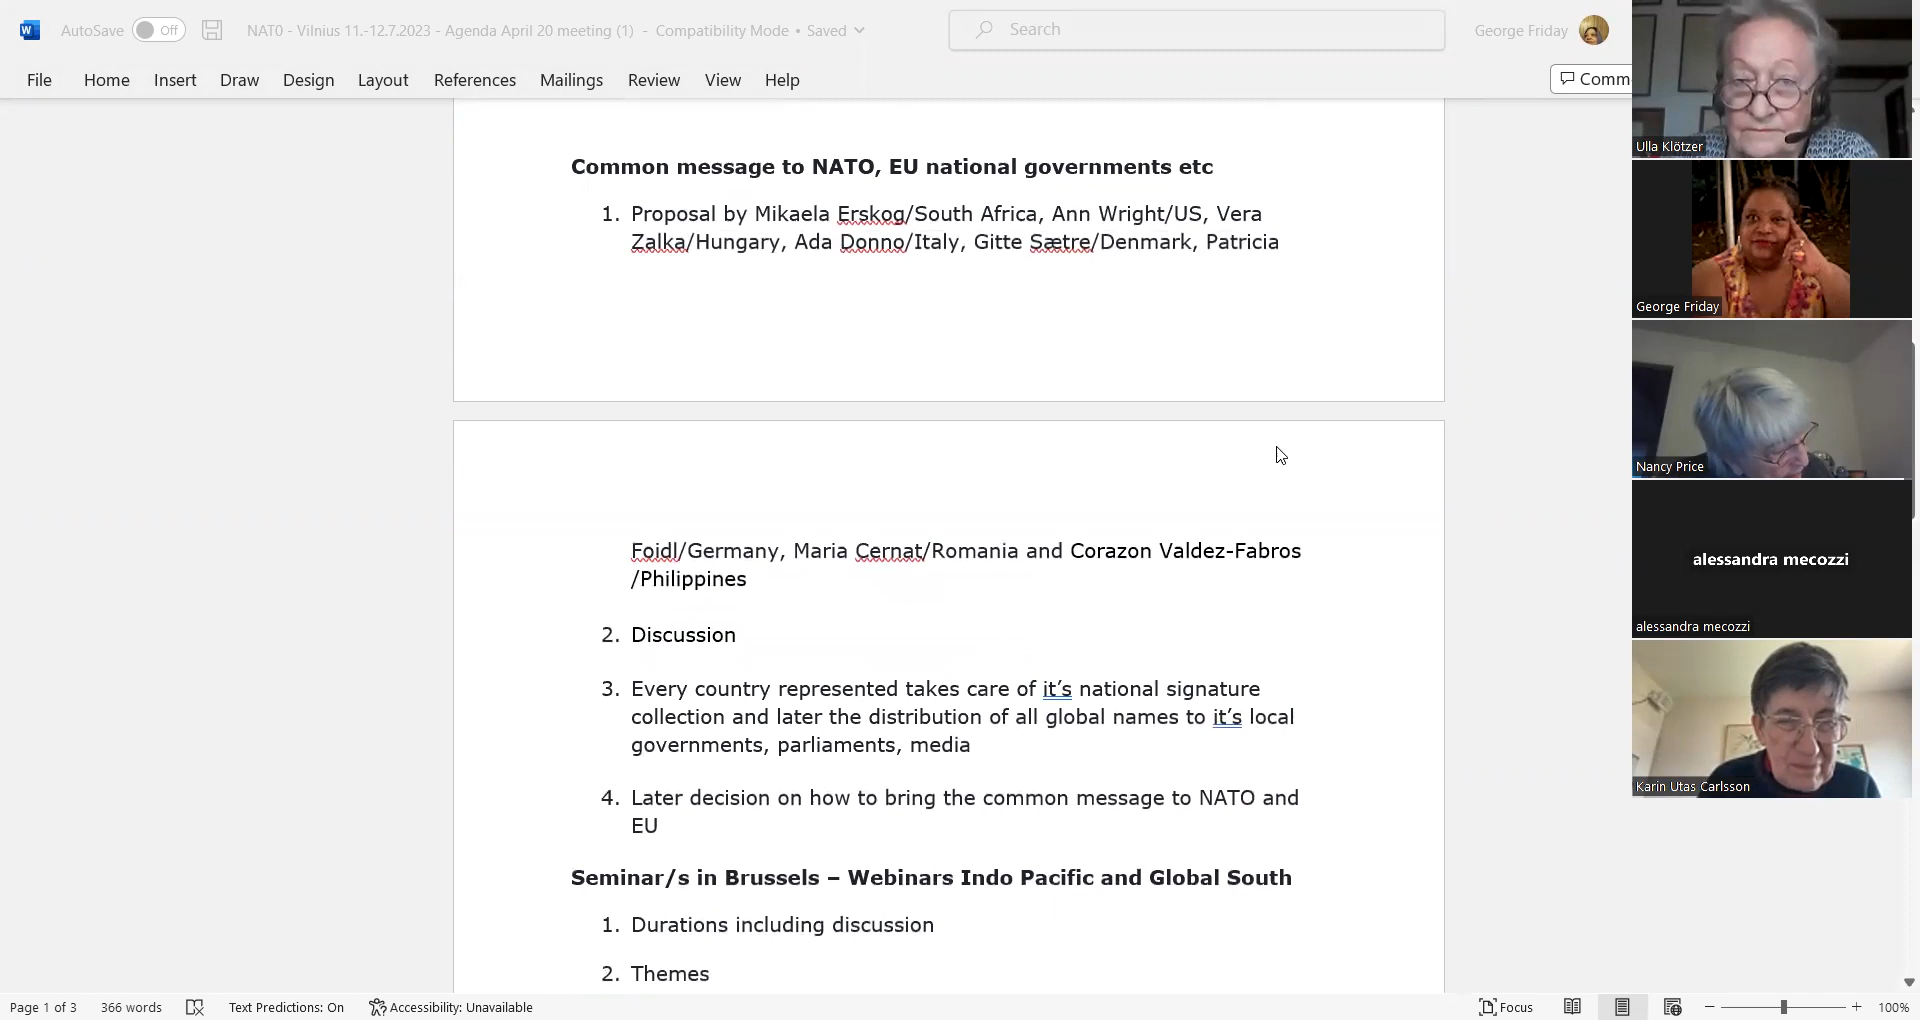 AutoSave Off NAT0 - Vilnius 11.-12.7.2023 - Agenda April 20 meeting (1) - Compatibility Mode • Saved Search George Friday
File Home Insert Draw Design Layout References Mailings Review View Help Comm
Common message to NATO, EU national governments etc
1. Proposal by Mikaela Erskog/South Africa, Ann Wright/US, Vera
Zalka/Hungary, Ada Donno/Italy, Gitte Sætre/Denmark, Patricia
Foidl/Germany, Maria Cernat/Romania and Corazon Valdez-Fabros
/Philippines
2. Discussion
3. Every country represented takes care of it’s national signature
collection and later the distribution of all global names to it’s local
governments, parliaments, media
4. Later decision on how to bring the common message to NATO and
EU
Seminar/s in Brussels – Webinars Indo Pacific and Global South
1. Durations including discussion
2. Themes
Ulla Klötzer
George Friday
Nancy Price
alessandra mecozzi
alessandra mecozzi
Karin Utas Carlsson
Page 1 of 3 366 words Text Predictions: On Accessibility: Unavailable Focus 100%